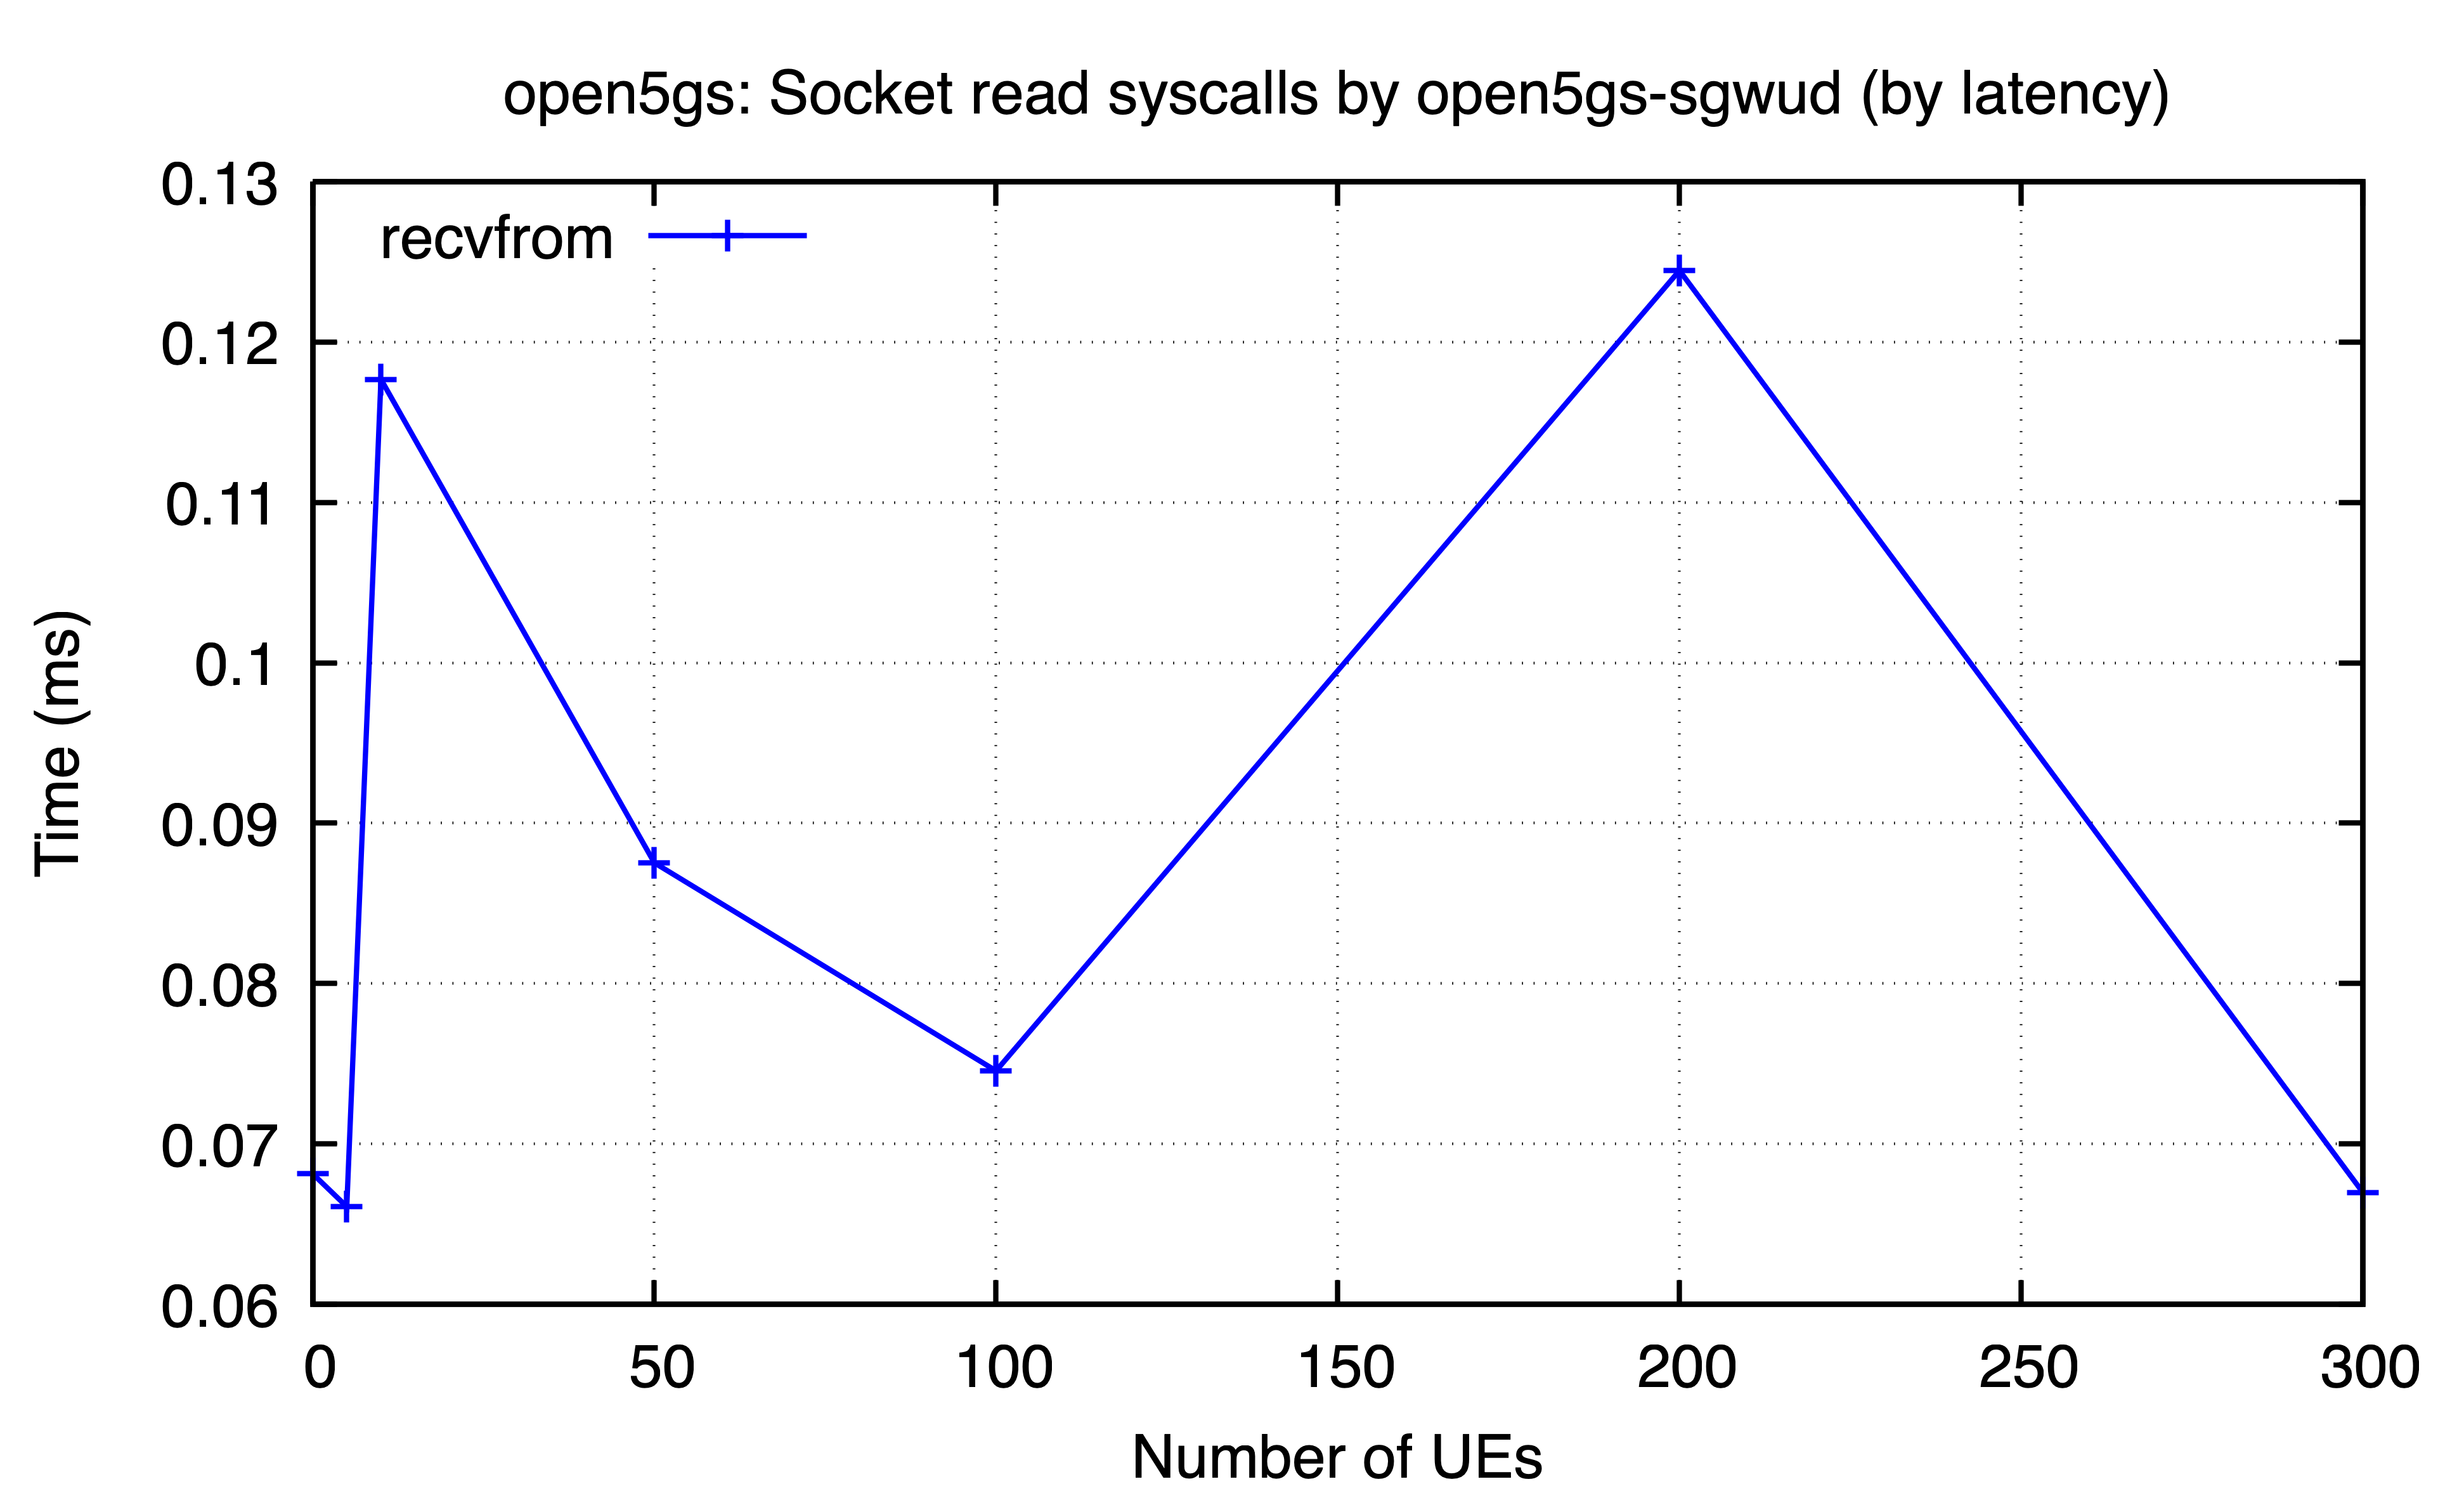 open5gs: Socket read syscalls by open5gs-sgwud (by latency)
0.13
recvfrom
0.12
0.11
0.1
0.09
0.08
0.07
0.06
Time (ms)
0 50 100 150 200 250 300
Number of UEs